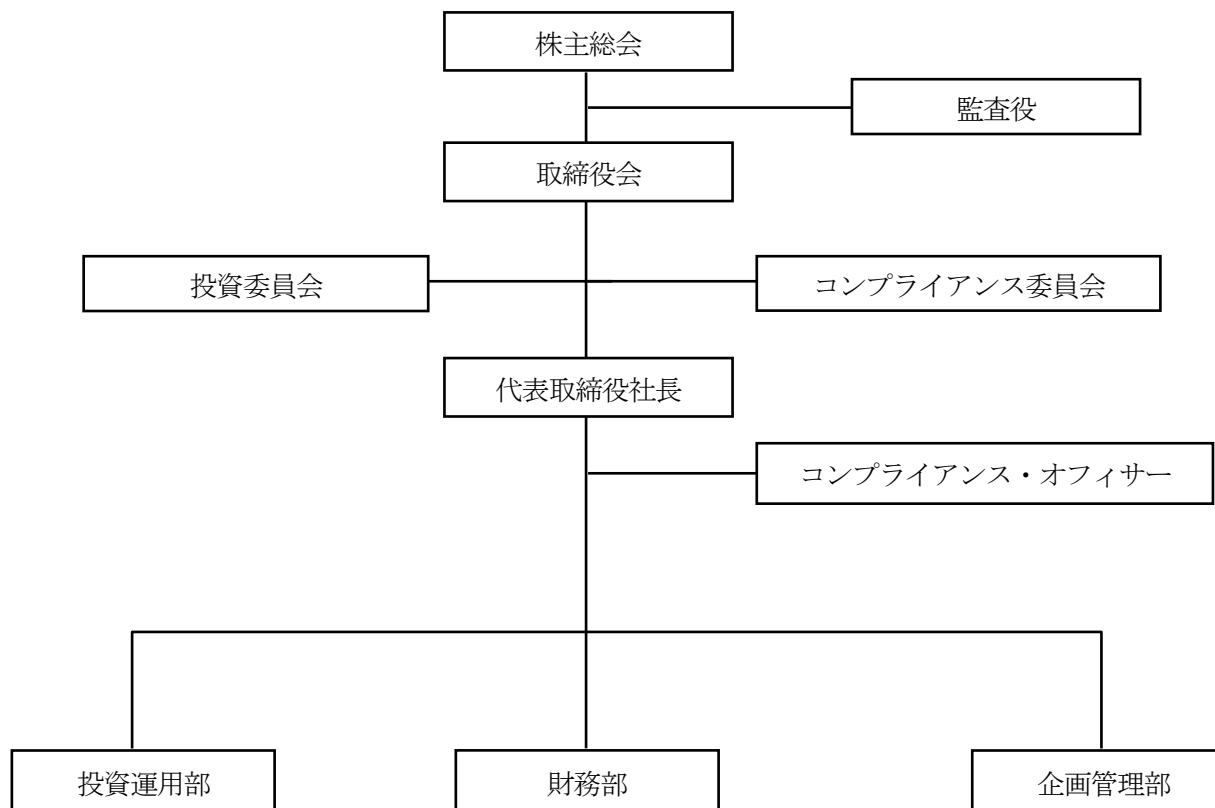 株主総会
監査役
取締役会
投資委員会
コンプライアンス委員会
代表取締役社長
コンプライアンス・オフィサー
投資運用部
財務部
企画管理部